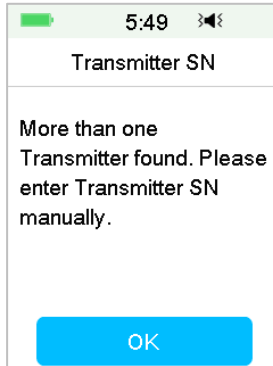 5:49
Transmitter SN
More than one
Transmitter found. Please
enter Transmitter SN
manually.
OK